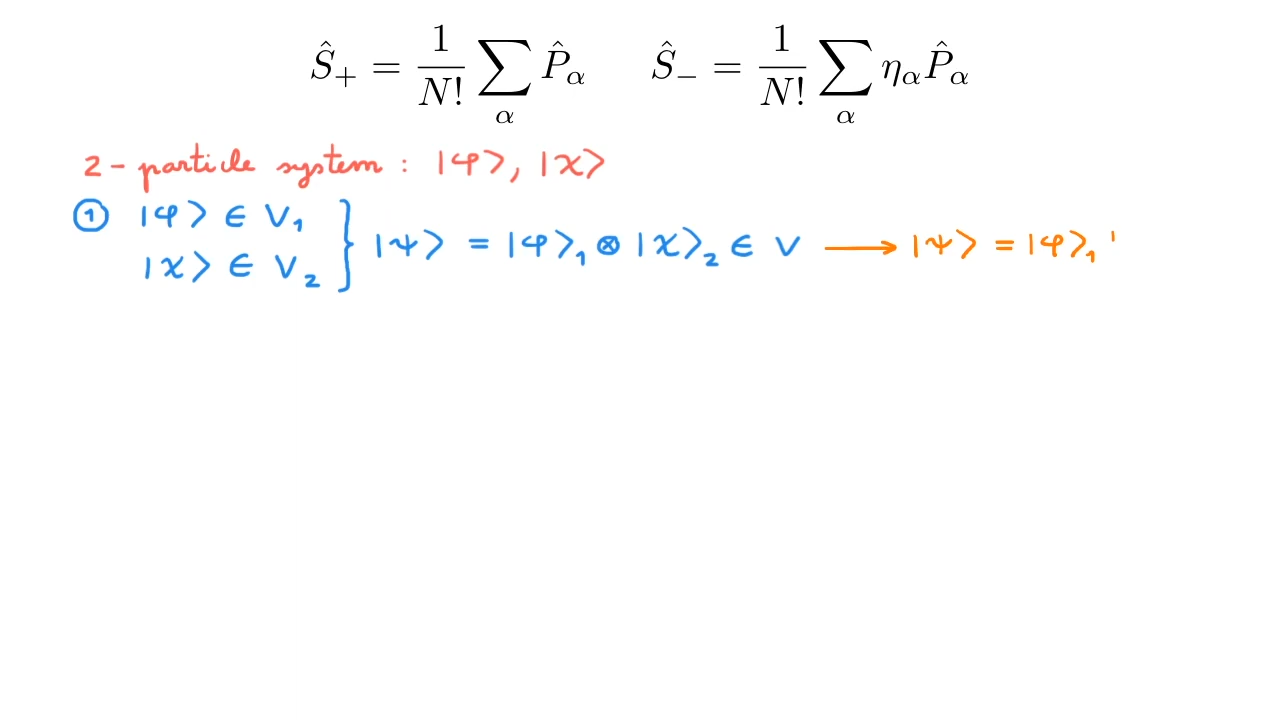 Ŝ₊ = 1/N! ∑_α P̂_α    Ŝ₋ = 1/N! ∑_α η_α P̂_α
2-particle system : |φ⟩, |χ⟩
① |φ⟩ ∈ V₁
|χ⟩ ∈ V₂
} |ψ⟩ = |φ⟩₁ ⊗ |χ⟩₂ ∈ V ⟶ |ψ⟩ = |φ⟩₁ '